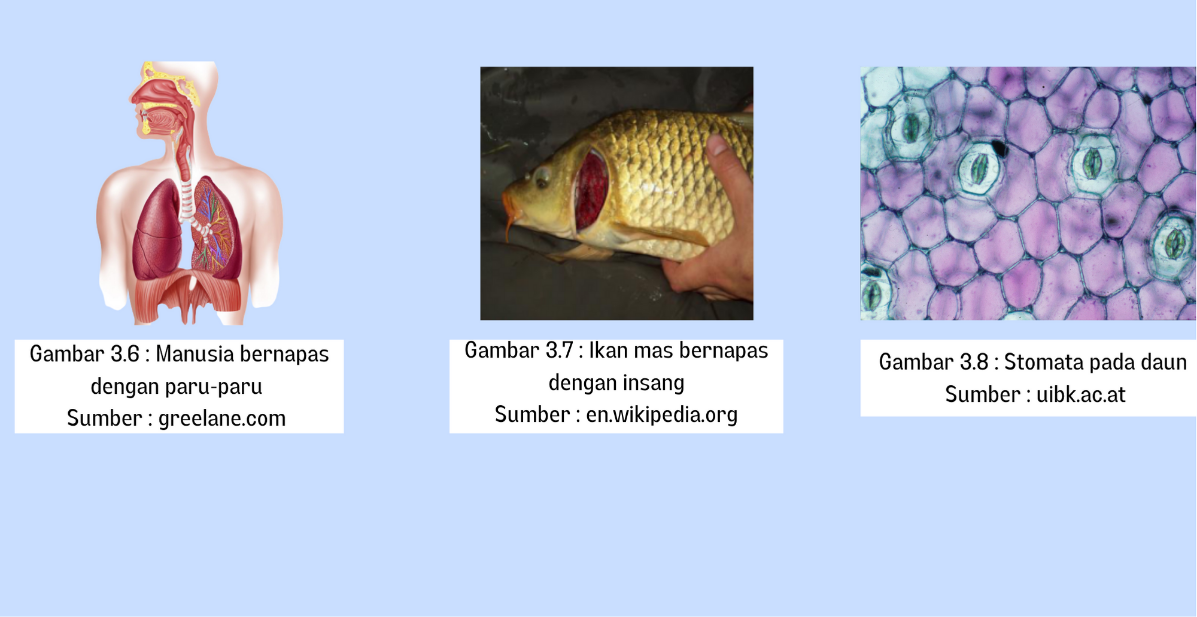 Gambar 3.6 : Manusia bernapas
dengan paru-paru
Sumber : greelane.com
Gambar 3.7 : Ikan mas bernapas
dengan insang
Sumber : en.wikipedia.org
Gambar 3.8 : Stomata pada daun
Sumber : uibk.ac.at